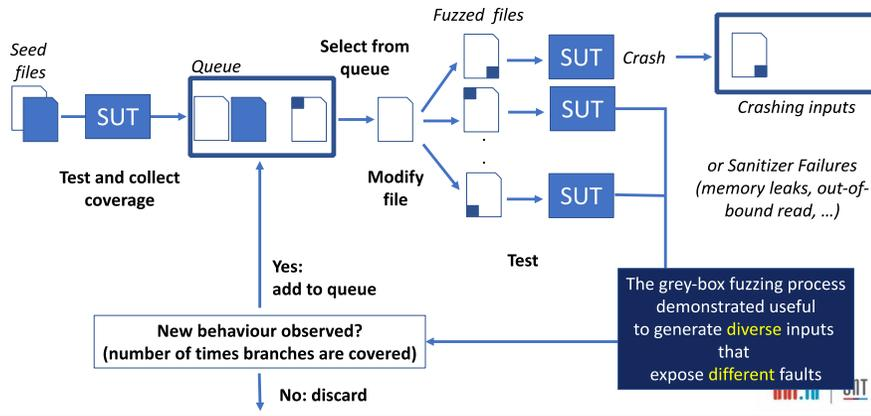 Fuzzed files
Seed
files
Queue
Select from
queue
SUT
Crash
SUT
SUT
Crashing inputs
Test and collect
coverage
Modify
file
SUT
or Sanitizer Failures
(memory leaks, out-of-
bound read, ...)
Test
Yes:
add to queue
The grey-box fuzzing process
demonstrated useful
to generate diverse inputs
that
expose different faults
New behaviour observed?
(number of times branches are covered)
No: discard